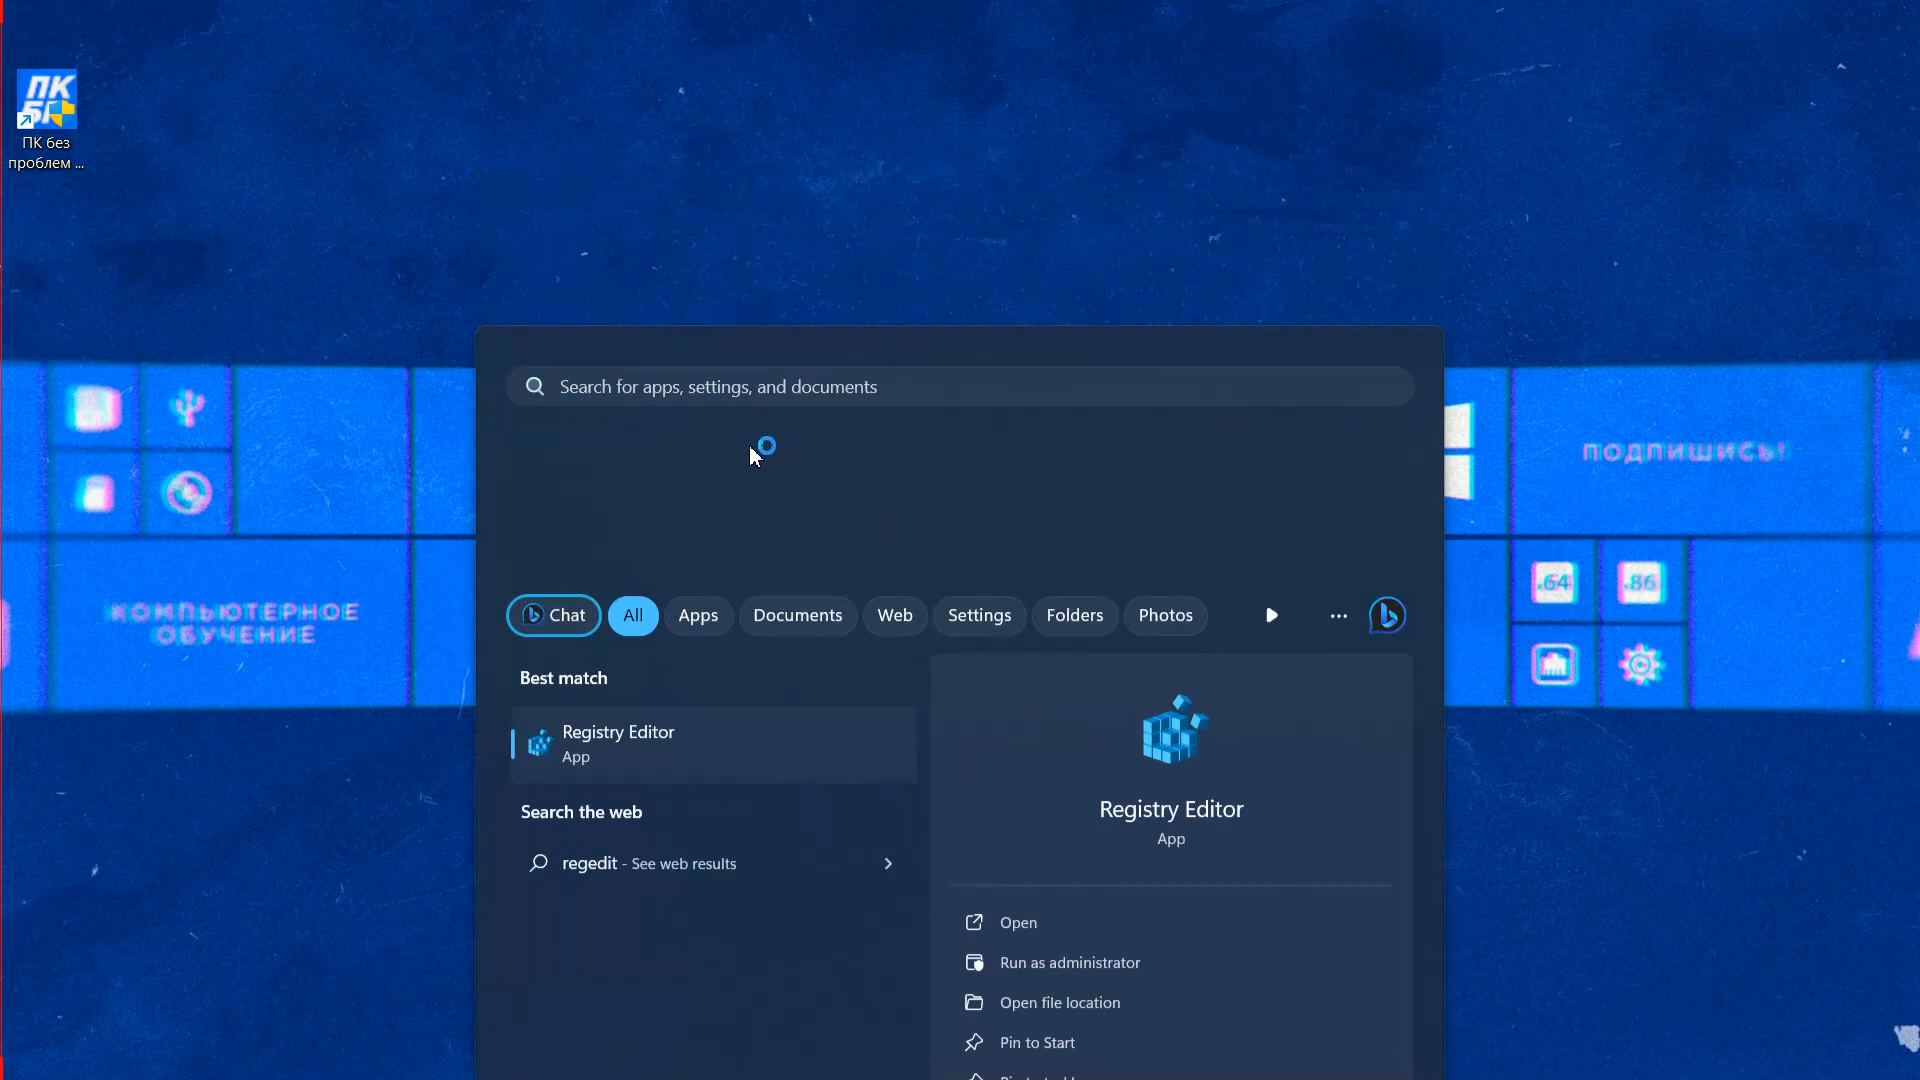 ПК
ПК без
проблем ...
Search for apps, settings, and documents
Chat
All
Apps
Documents
Web
Settings
Folders
Photos
...
Best match
Registry Editor
App
Search the web
regedit - See web results
Registry Editor
App
Open
Run as administrator
Open file location
Pin to Start
ПОДПИШИСЬ!
КОМПЬЮТЕРНОЕ
ОБУЧЕНИЕ
.64
.86